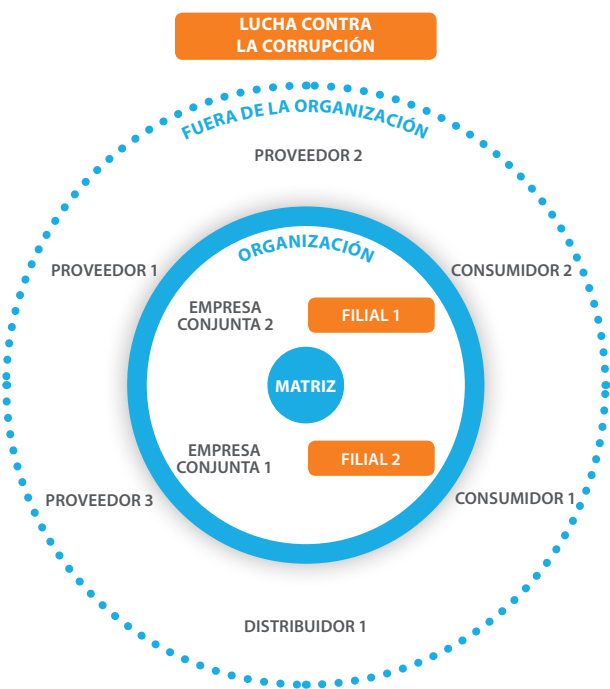 LUCHA CONTRA
LA CORRUPCIÓN
FUERA DE LA ORGANIZACIÓN
PROVEEDOR 2
ORGANIZACIÓN
PROVEEDOR 1
CONSUMIDOR 2
EMPRESA
CONJUNTA 2
FILIAL 1
MATRIZ
EMPRESA
CONJUNTA 1
FILIAL 2
PROVEEDOR 3
CONSUMIDOR 1
DISTRIBUIDOR 1